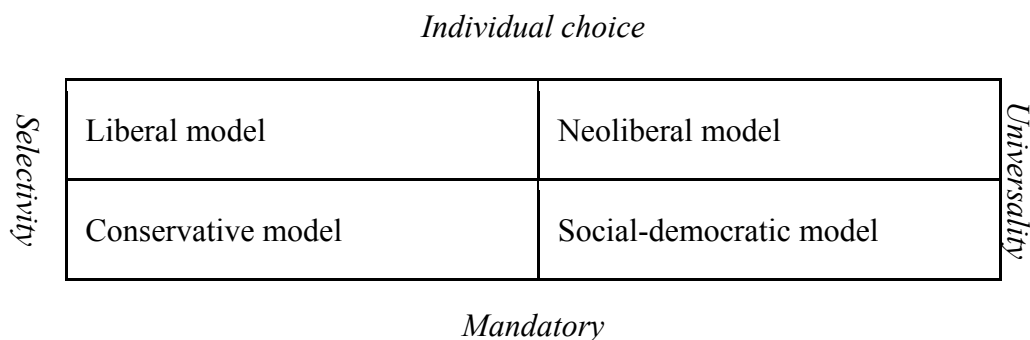 Individual choice
Selectivity
Liberal model
Neoliberal model
Universality
Conservative model
Social-democratic model
Mandatory